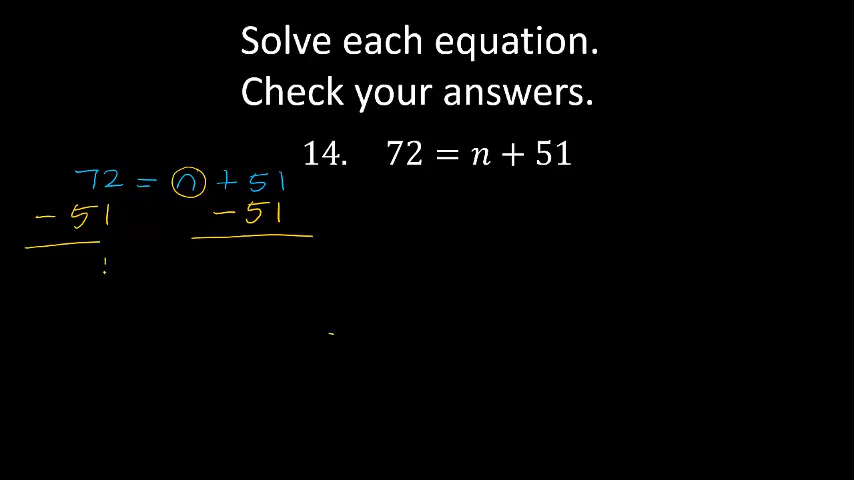 Solve each equation.
Check your answers.
14. 72 = n + 51
72 = n + 51
- 51 - 51